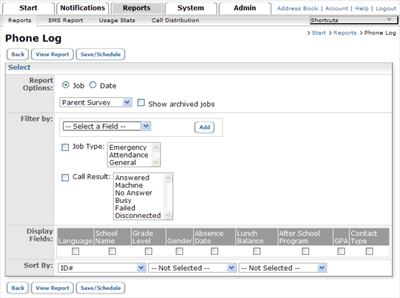 Start Notifications Reports System Admin Address Book | Account | Help | Logout
Reports SMS Report Usage Stats Call Distribution Shortcuts
Phone Log
> Start > Reports > Phone Log
Back View Report Save/Schedule
Select
Report Options: Job Date
Parent Survey Show archived jobs
Filter by:
-- Select a Field -- Add
Job Type: Emergency
Attendance
General
Call Result: Answered
Machine
No Answer
Busy
Failed
Disconnected
Display Fields:
Language School Name Grade Level Gender Absence Date Lunch Balance After School Program GPA Contact Type
Sort By: ID# -- Not Selected -- -- Not Selected --
Back View Report Save/Schedule